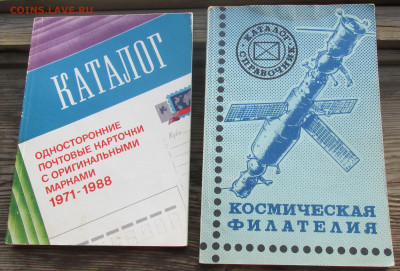 COINS.LAVE.RU
КАТАЛОГ
ОДНОСТОРОННИЕ
ПОЧТОВЫЕ КАРТОЧКИ
С ОРИГИНАЛЬНЫМИ
МАРКАМИ
1971-1988
КАТАЛОГ
СПРАВОЧНИК
КОСМИЧЕСКАЯ
ФИЛАТЕЛИЯ